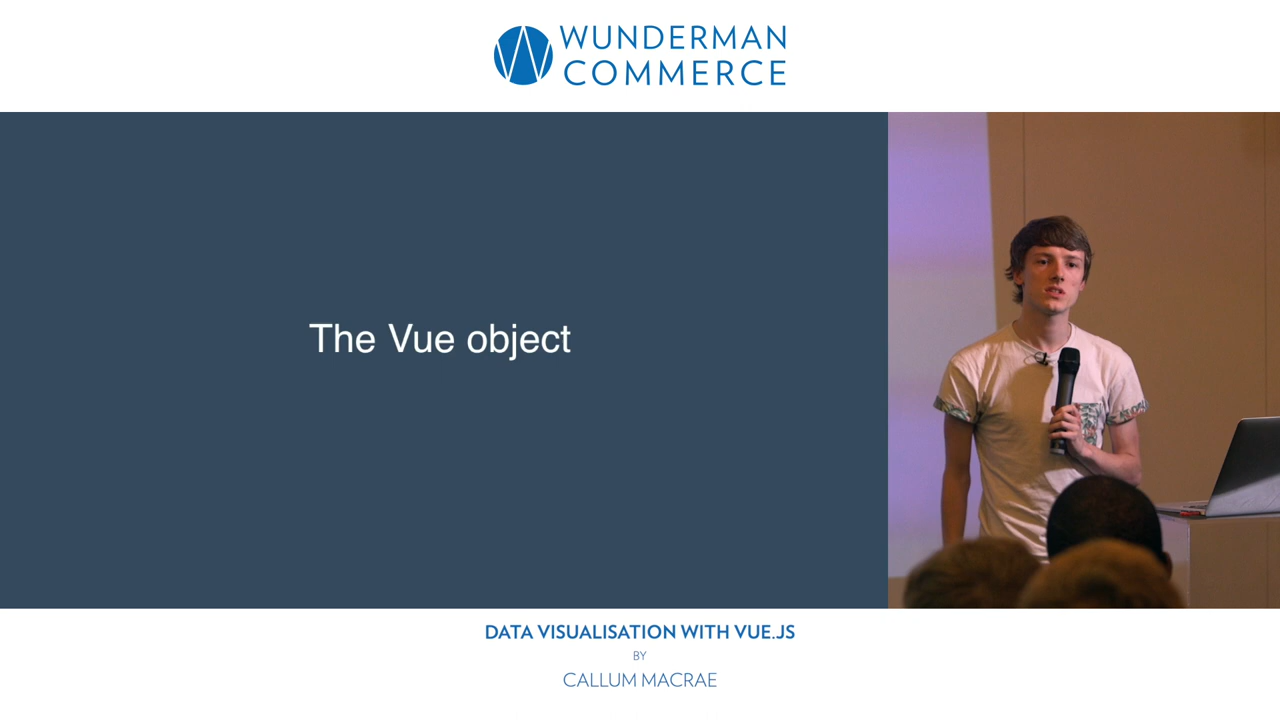 WUNDERMAN
COMMERCE
The Vue object
DATA VISUALISATION WITH VUE.JS
BY
CALLUM MACRAE